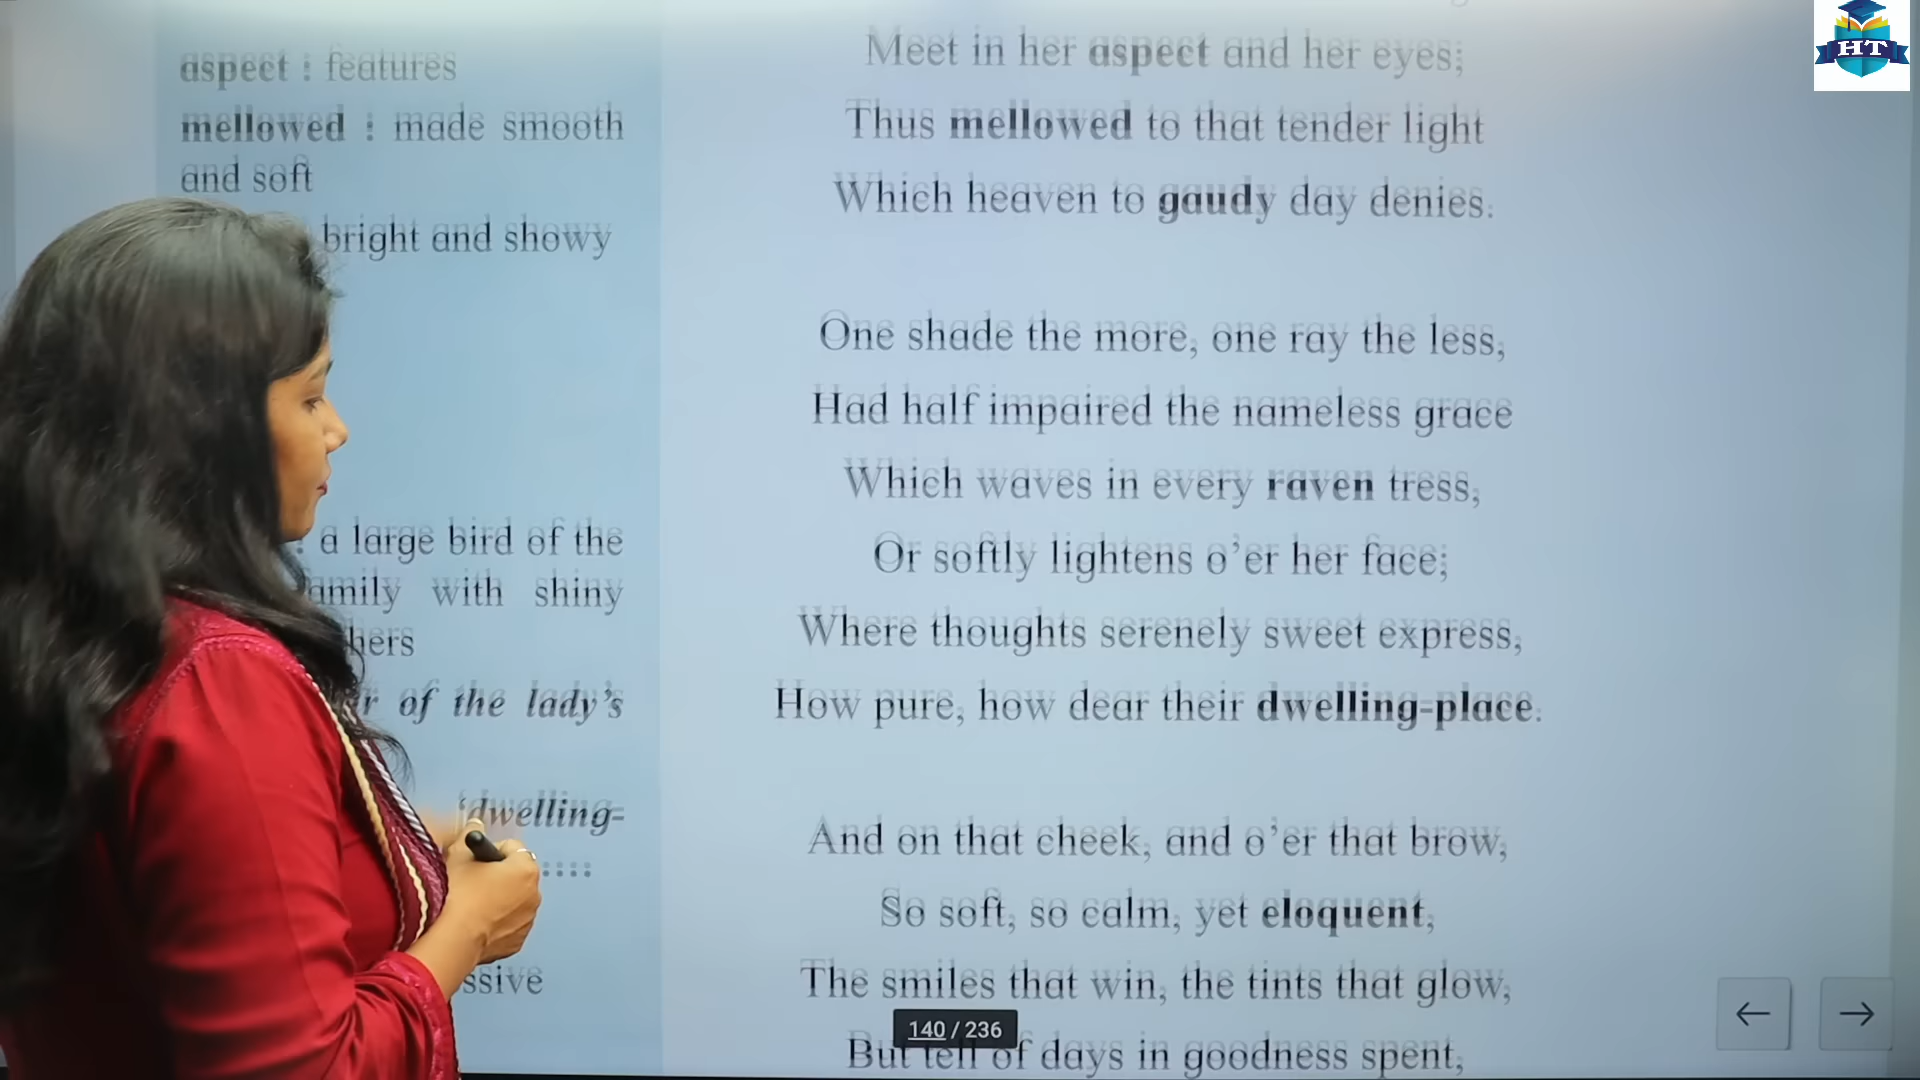 aspect : features
mellowed : made smooth
and soft
bright and showy
: a large bird of the
with shiny
of the lady's
'dwelling-
Meet in her aspect and her eyes;
Thus mellowed to that tender light
Which heaven to gaudy day denies.
One shade the more, one ray the less,
Had half impaired the nameless grace
Which waves in every raven tress,
Or softly lightens o'er her face;
Where thoughts serenely sweet express,
How pure, how dear their dwelling-place.
And on that cheek, and o'er that brow,
So soft, so calm, yet eloquent,
The smiles that win, the tints that glow,
But tell of days in goodness spent,
140 / 236
HT